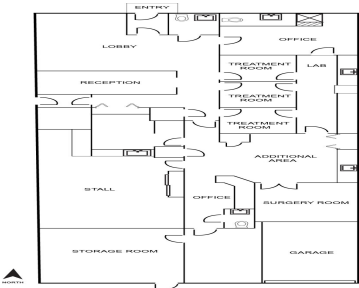 ENTRY
LOBBY
OFFICE
TREATMENT
ROOM
LAB
RECEPTION
TREATMENT
ROOM
TREATMENT
ROOM
ADDITIONAL
AREA
STALL
OFFICE
SURGERY ROOM
STORAGE ROOM
GARAGE
NORTH